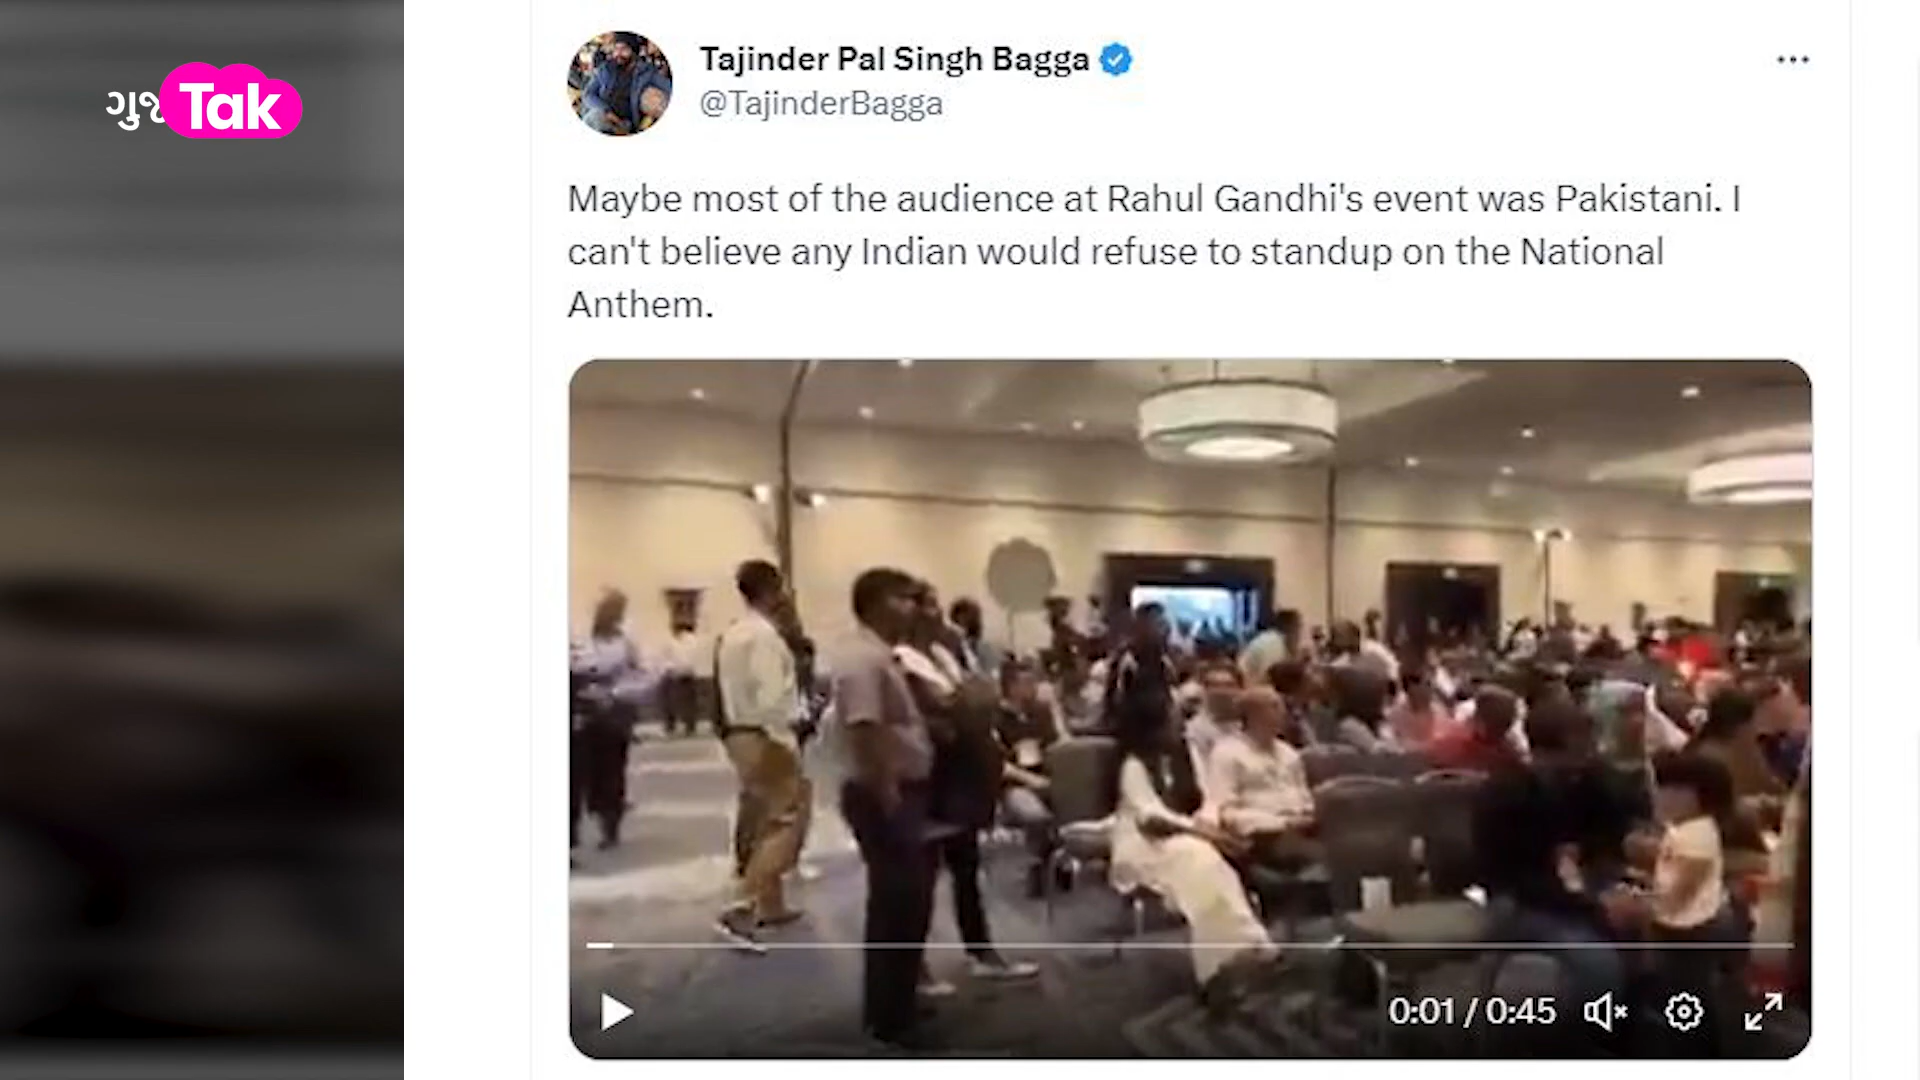 ગુજ Tak
Tajinder Pal Singh Bagga
@TajinderBagga
Maybe most of the audience at Rahul Gandhi's event was Pakistani. I
can't believe any Indian would refuse to standup on the National
Anthem.
0:01 / 0:45